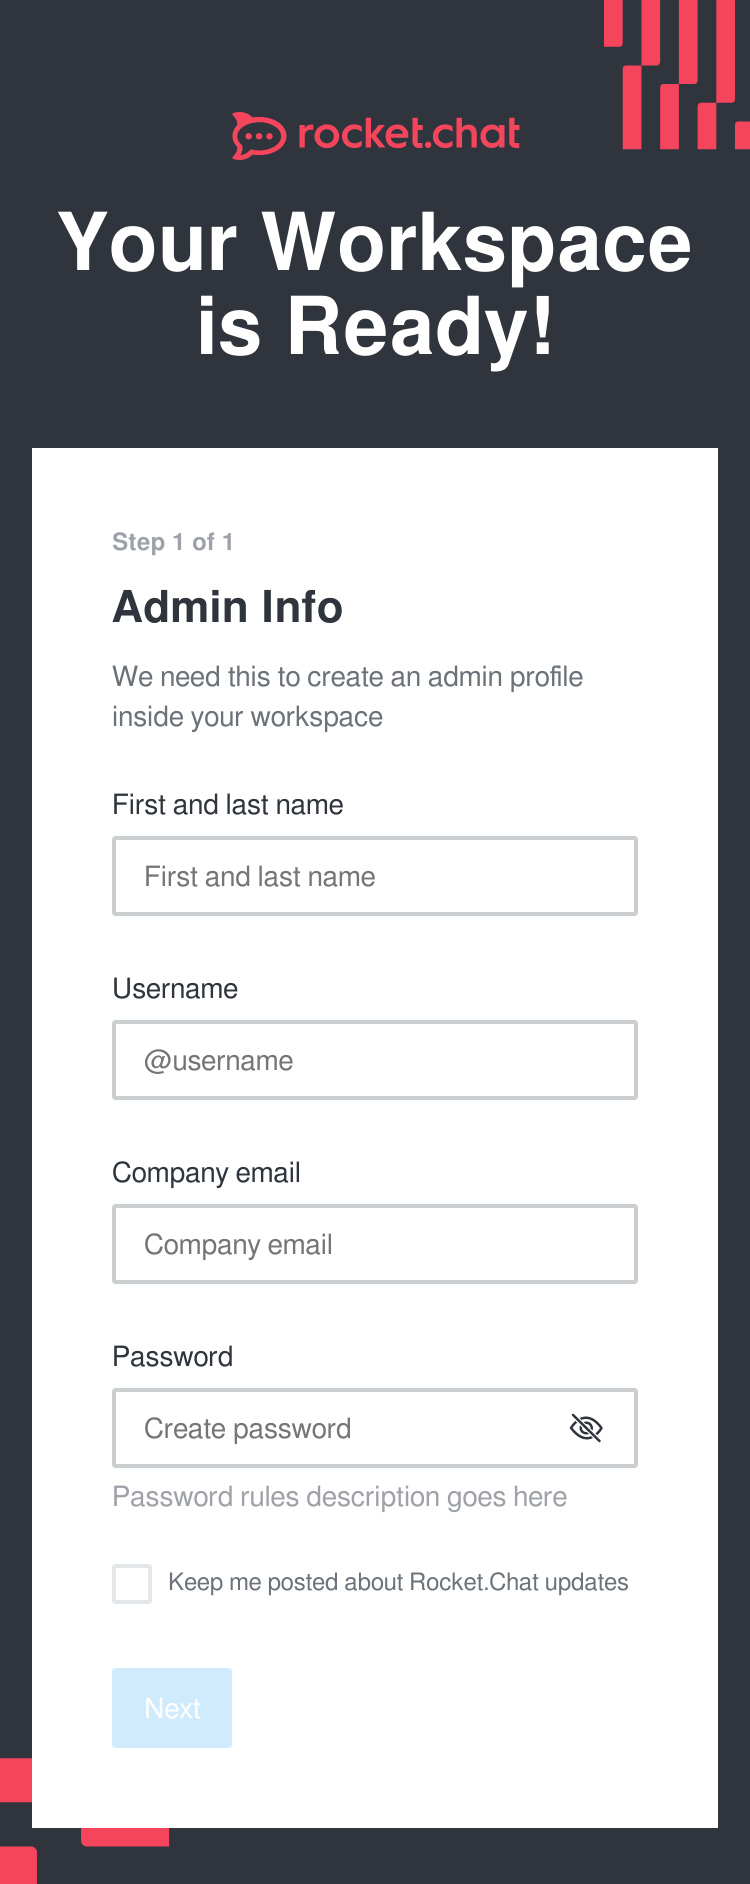 rocket.chat
Your Workspace
is Ready!
Step 1 of 1
Admin Info
We need this to create an admin profile
inside your workspace
First and last name
First and last name
Username
@username
Company email
Company email
Password
Create password
Password rules description goes here
Keep me posted about Rocket.Chat updates
Next